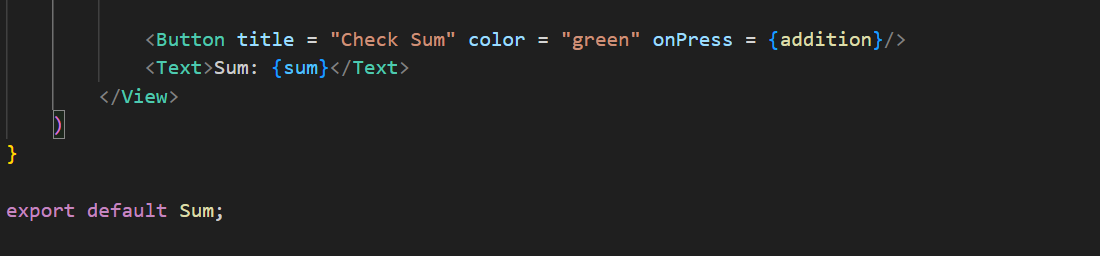 <Button title = "Check Sum" color = "green" onPress = {addition}/>
<Text>Sum: {sum}</Text>
</View>
)
}
export default Sum;